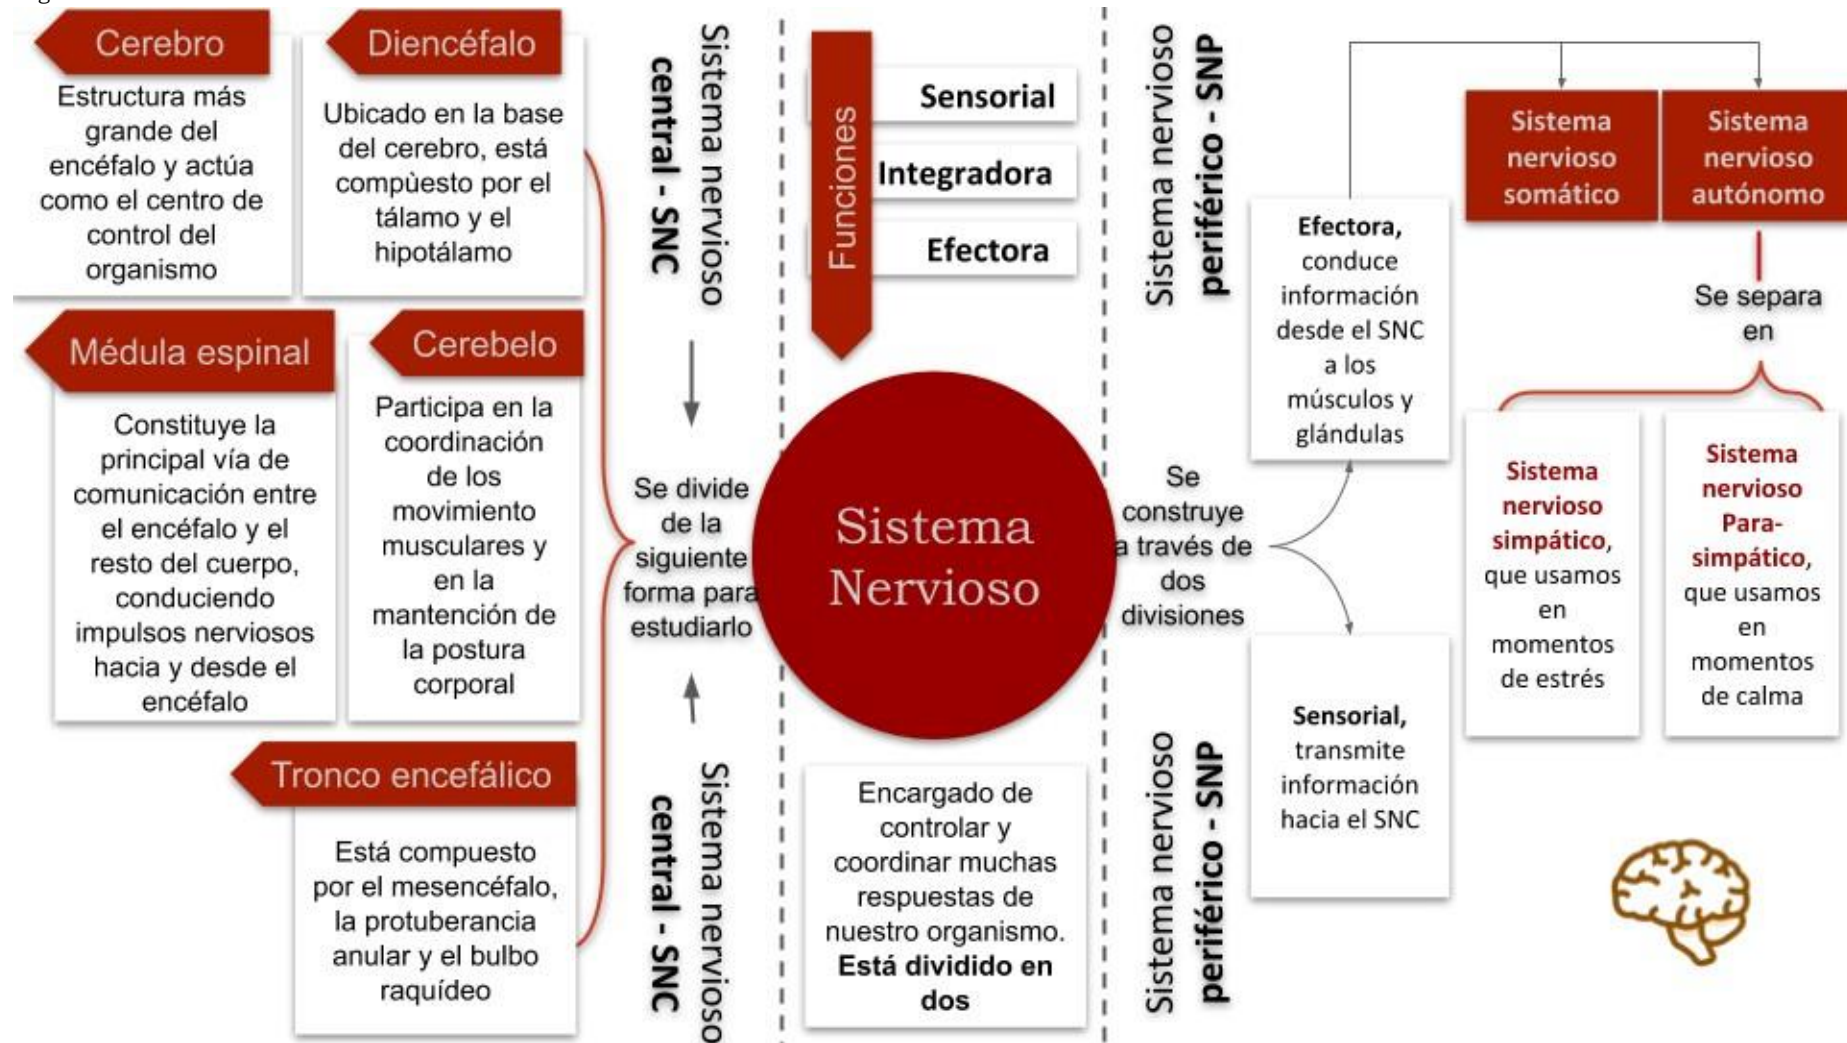 Cerebro
Estructura más
grande del
encéfalo y actúa
como el centro de
control del
organismo
Diencéfalo
Ubicado en la base
del cerebro, está
compùesto por el
tálamo y el
hipotálamo
Médula espinal
Constituye la
principal vía de
comunicación entre
el encéfalo y el
resto del cuerpo,
conduciendo
impulsos nerviosos
hacia y desde el
encéfalo
Cerebelo
Participa en la
coordinación
de los
movimiento
musculares y
en la
mantención de
la postura
corporal
Tronco encefálico
Está compuesto
por el mesencéfalo,
la protuberancia
anular y el bulbo
raquídeo
Sistema nervioso
central - SNC
Se divide
de la
siguiente
forma para
estudiarlo
Sistema nervioso
central - SNC
Funciones
Sensorial
Integradora
Efectora
Sistema
Nervioso
Encargado de
controlar y
coordinar muchas
respuestas de
nuestro organismo.
Está dividido en
dos
Sistema nervioso
periférico - SNP
Se
construye
a través de
dos
divisiones
Sistema nervioso
periférico - SNP
Efectora,
conduce
información
desde el SNC
a los
músculos y
glándulas
Sensorial,
transmite
información
hacia el SNC
Sistema
nervioso
somático
Sistema
nervioso
autónomo
Se separa
en
Sistema
nervioso
simpático,
que usamos
en
momentos
de estrés
Sistema
nervioso
Para-
simpático,
que usamos
en
momentos
de calma